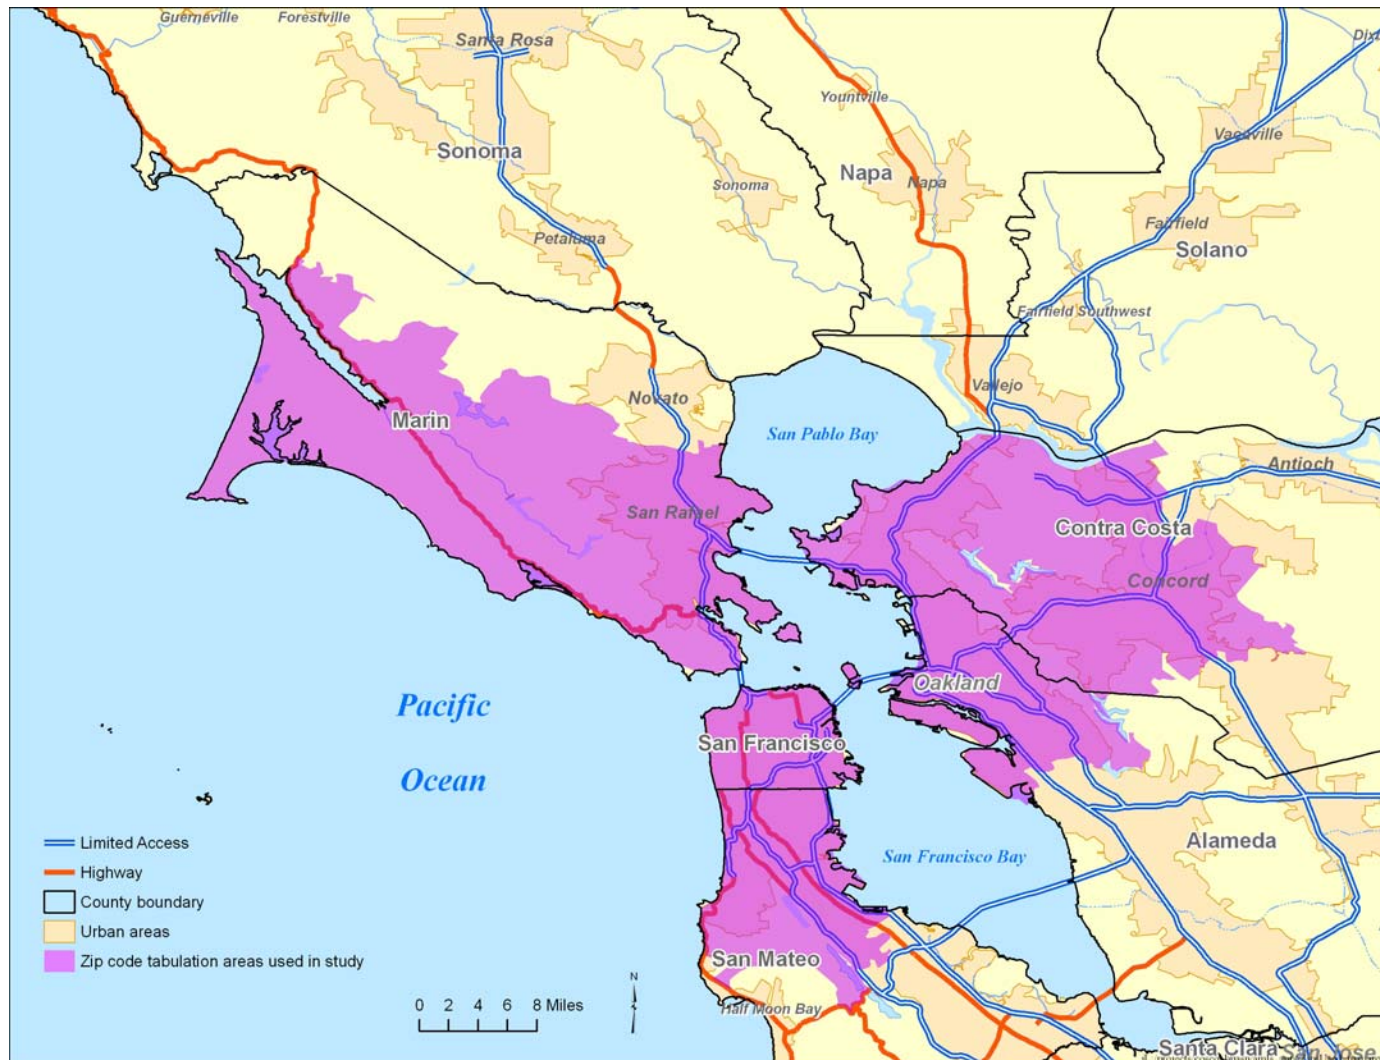 Guerneville
Forestville
Santa Rosa
Yountville
Vacaville
Sonoma
Napa
Napa
Sonoma
Fairfield
Petaluma
Solano
Fairfield Southwest
Vallejo
Novato
Marin
San Pablo Bay
Antioch
San Rafael
Contra Costa
Concord
Oakland
Pacific
Ocean
San Francisco
Limited Access
Alameda
San Francisco Bay
Highway
County boundary
Urban areas
Zip code tabulation areas used in study
San Mateo
N
0 2 4 6 8 Miles
Half Moon Bay
Santa Clara
San Jose